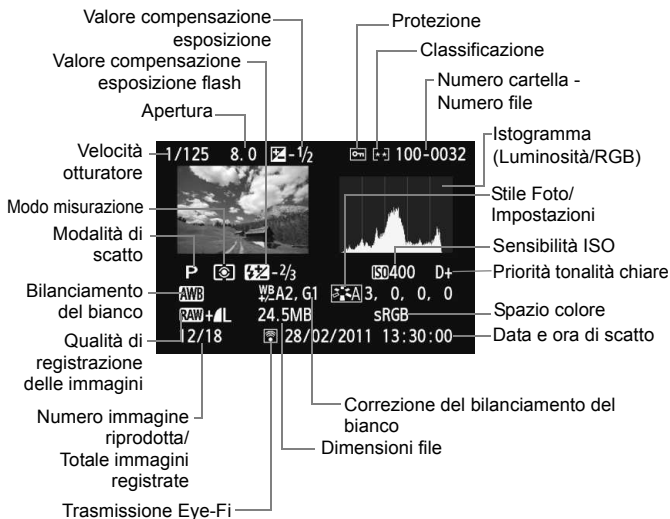 Valore compensazione
esposizione
Valore compensazione
esposizione flash
Apertura
Velocità
otturatore
Modo misurazione
Modalità di
scatto
Bilanciamento
del bianco
Qualità di
registrazione
delle immagini
Numero immagine
riprodotta/
Totale immagini
registrate
Trasmissione Eye-Fi
Protezione
Classificazione
Numero cartella -
Numero file
Istogramma
(Luminosità/RGB)
Stile Foto/
Impostazioni
Sensibilità ISO
Priorità tonalità chiare
Spazio colore
Data e ora di scatto
Correzione del bilanciamento del
bianco
Dimensioni file
1/125 8.0 -1/2 100-0032
P -2/3 ISO400 D+
AWB WB+/-A2, G1 A3, 0, 0, 0
RAW+L 24.5MB sRGB
12/18 28/02/2011 13:30:00